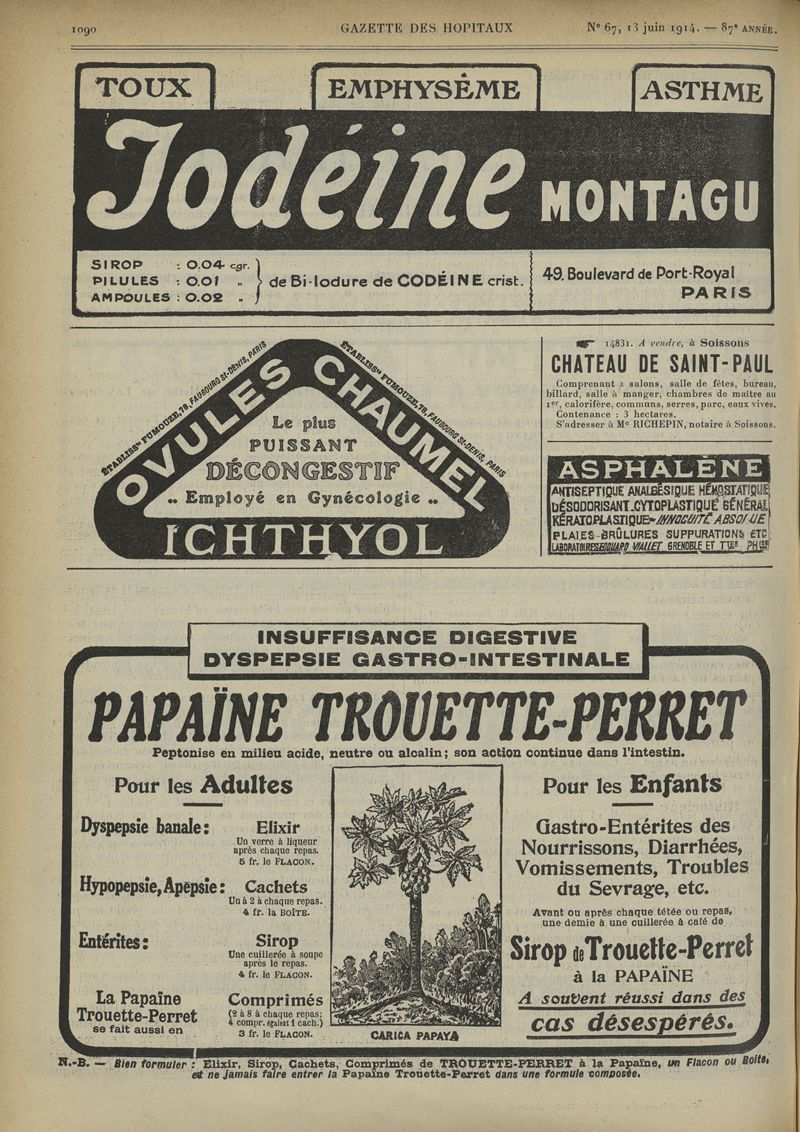 1090
GAZETTE DES HOPITAUX
N° 67, 13 juin 1914. — 87e ANNÉE.
TOUX
EMPHYSÈME
ASTHME
Iodéine MONTAGU
SIROP : 0.04 cgr.
PILULES : 0.01 „
AMPOULES : 0.02 „
de Bi-Iodure de CODÉINE crist.
49. Boulevard de Port-Royal
PARIS
ÉTABLISSts FUMOUZE, 78, FAUBOURG St-DENIS, PARIS
ÉTABLISSts FUMOUZE, 78, FAUBOURG St-DENIS, PARIS
OVULES CHAUMEL
Le plus
PUISSANT
DÉCONGESTIF
„ Employé en Gynécologie „
ICHTHYOL
14831. A vendre, à Soissons
CHATEAU DE SAINT-PAUL
Comprenant 2 salons, salle de fêtes, bureau,
billard, salle à manger, chambres de maître au
1er, calorifère, communs, serres, parc, eaux vives.
Contenance : 3 hectares.
S'adresser à Me RICHEPIN, notaire à Soissons.
ASPHALÈNE
ANTISEPTIQUE ANALGÉSIQUE HÉMOSTATIQUE
DÉSODORISANT. CYTOPLASTIQUE GÉNÉRAL
KÉRATOPLASTIQUE - INNOCUITÉ ABSOLUE
PLAIES - BRÛLURES SUPPURATIONS ETC
LABORATOIRES EDOUARD VIALLET GRENOBLE ET TTES PHCIES
INSUFFISANCE DIGESTIVE
DYSPEPSIE GASTRO-INTESTINALE
PAPAÏNE TROUETTE-PERRET
Peptonise en milieu acide, neutre ou alcalin ; son action continue dans l'intestin.
Pour les Adultes
Dyspepsie banale : Elixir
Un verre à liqueur
après chaque repas.
5 fr. le FLACON.
Hypopepsie, Apepsie : Cachets
Un à 2 à chaque repas.
4 fr. la BOÎTE.
Entérites : Sirop
Une cuillerée à soupe
après le repas.
4 fr. le FLACON.
La Papaïne
Trouette-Perret
se fait aussi en
Comprimés
(2 à 8 à chaque repas;
4 compr. égalent 1 cach.)
3 fr. le FLACON.
CARICA PAPAYA
Pour les Enfants
Gastro-Entérites des
Nourrissons, Diarrhées,
Vomissements, Troubles
du Sevrage, etc.
Avant ou après chaque tétée ou repas,
une demie à une cuillerée à café de
Sirop de Trouette-Perret
à la PAPAÏNE
A souvent réussi dans des
cas désespérés.
N.-B. — Bien formuler : Elixir, Sirop, Cachets, Comprimés de TROUETTE-PERRET à la Papaïne, un Flacon ou Boîte,
et ne jamais faire entrer la Papaïne Trouette-Perret dans une formule composée.